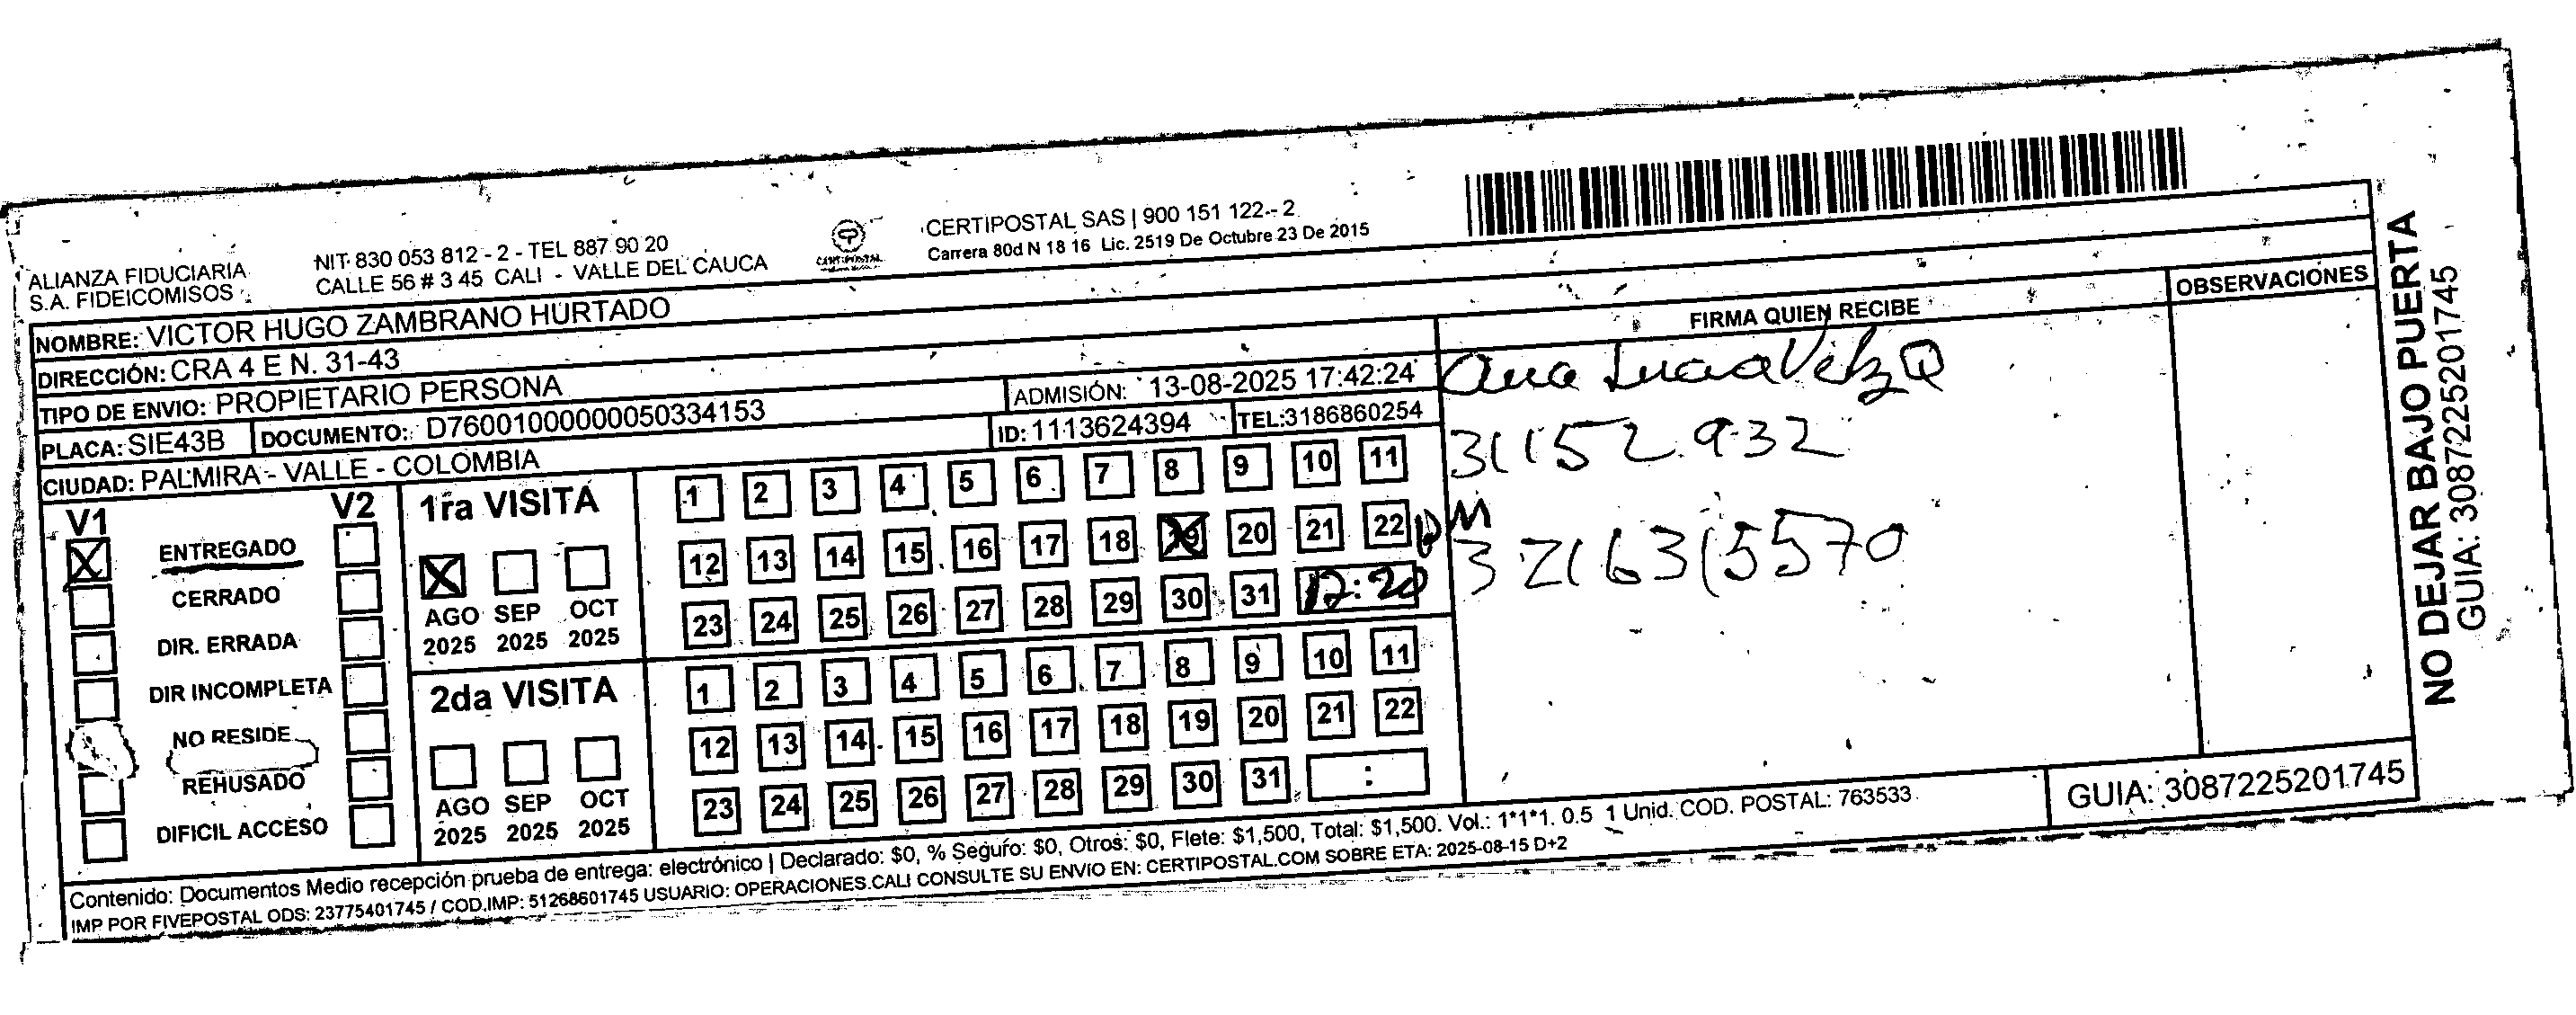 ALIANZA FIDUCIARIA
S.A. FIDEICOMISOS
NIT 830 053 812 - 2 - TEL 887 90 20
CALLE 56 # 3 45 CALI - VALLE DEL CAUCA
CERTIPOSTAL
CERTIPOSTAL SAS | 900 151 122 - 2
Carrera 80d N 18 16 Lic. 2519 De Octubre 23 De 2015
NOMBRE: VICTOR HUGO ZAMBRANO HURTADO
DIRECCIÓN: CRA 4 E N. 31-43
TIPO DE ENVIO: PROPIETARIO PERSONA
ADMISIÓN: 13-08-2025 17:42:24
PLACA: SIE43B DOCUMENTO: D76001000000050334153
ID: 1113624394 TEL:3186860254
CIUDAD: PALMIRA - VALLE - COLOMBIA
V1 V2
ENTREGADO
CERRADO
DIR. ERRADA
DIR INCOMPLETA
NO RESIDE
REHUSADO
DIFICIL ACCESO
1ra VISITA
AGO SEP OCT
2025 2025 2025
1 2 3 4 5 6 7 8 9 10 11
12 13 14 15 16 17 18 19 20 21 22
23 24 25 26 27 28 29 30 31 12:20
PM
2da VISITA
AGO SEP OCT
2025 2025 2025
1 2 3 4 5 6 7 8 9 10 11
12 13 14 15 16 17 18 19 20 21 22
23 24 25 26 27 28 29 30 31 :
FIRMA QUIEN RECIBE
Ana Lucia Velez Q
31152.932
3216315570
OBSERVACIONES
GUIA: 3087225201745
Contenido: Documentos Medio recepción prueba de entrega: electrónico | Declarado: $0, % Seguro: $0, Otros: $0, Flete: $1,500, Total: $1,500. Vol.: 1*1*1. 0.5 1 Unid. COD. POSTAL: 763533
IMP POR FIVEPOSTAL ODS: 23775401745 / COD.IMP: 51268601745 USUARIO: OPERACIONES.CALI CONSULTE SU ENVIO EN: CERTIPOSTAL.COM SOBRE ETA: 2025-08-15 D+2
NO DEJAR BAJO PUERTA
GUIA: 3087225201745